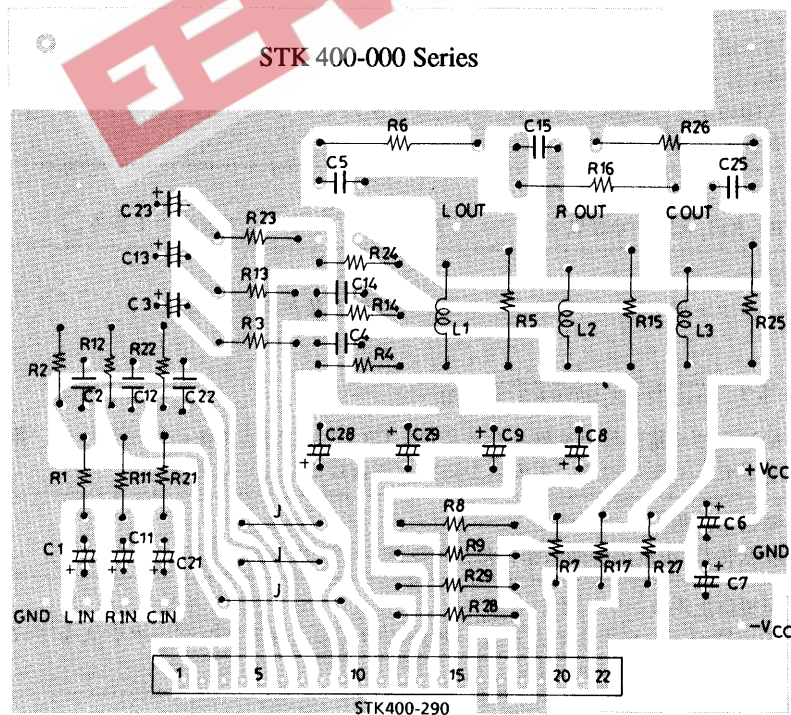 STK 400-000 Series
R6
C15
R26
C5
R16
C25
C23
R23
L OUT
R OUT
C OUT
C13
R13
R24
C14
R14
C3
R3
C4
R4
L1
R5
L2
R15
L3
R25
R2
R12
R22
C2
C12
C22
C28
C29
C9
C8
R1
R11
R21
+VCC
J
R8
C6
C1
C11
C21
J
R9
R7
R17
R27
GND
J
R29
C7
R28
GND
L IN
R IN
C IN
-VCC
1
5
10
15
20
22
STK400-290